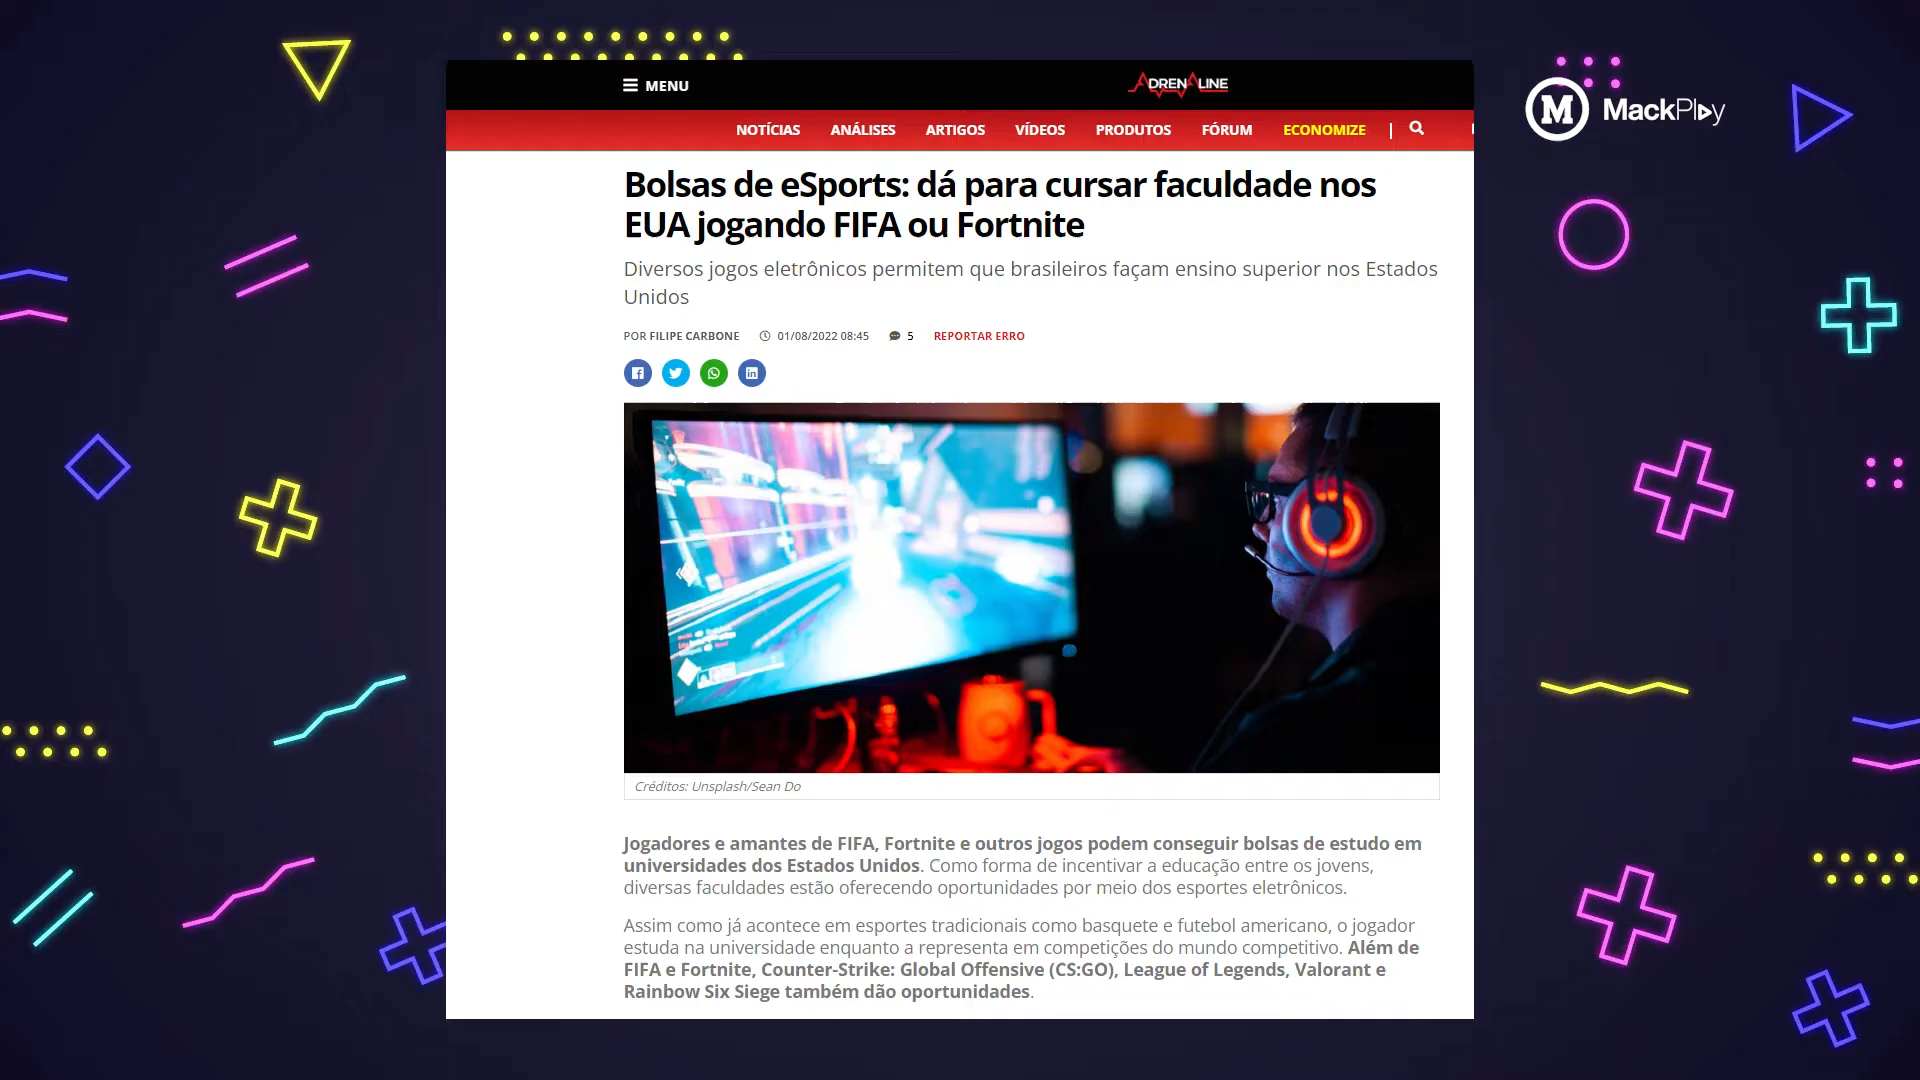 MENU
ADRENALINE
MackPlay
NOTÍCIAS ANÁLISES ARTIGOS VÍDEOS PRODUTOS FÓRUM ECONOMIZE
Bolsas de eSports: dá para cursar faculdade nos
EUA jogando FIFA ou Fortnite
Diversos jogos eletrônicos permitem que brasileiros façam ensino superior nos Estados
Unidos
POR FILIPE CARBONE 01/08/2022 08:45 5 REPORTAR ERRO
Créditos: Unsplash/Sean Do
Jogadores e amantes de FIFA, Fortnite e outros jogos podem conseguir bolsas de estudo em
universidades dos Estados Unidos. Como forma de incentivar a educação entre os jovens,
diversas faculdades estão oferecendo oportunidades por meio dos esportes eletrônicos.
Assim como já acontece em esportes tradicionais como basquete e futebol americano, o jogador
estuda na universidade enquanto a representa em competições do mundo competitivo. Além de
FIFA e Fortnite, Counter-Strike: Global Offensive (CS:GO), League of Legends, Valorant e
Rainbow Six Siege também dão oportunidades.